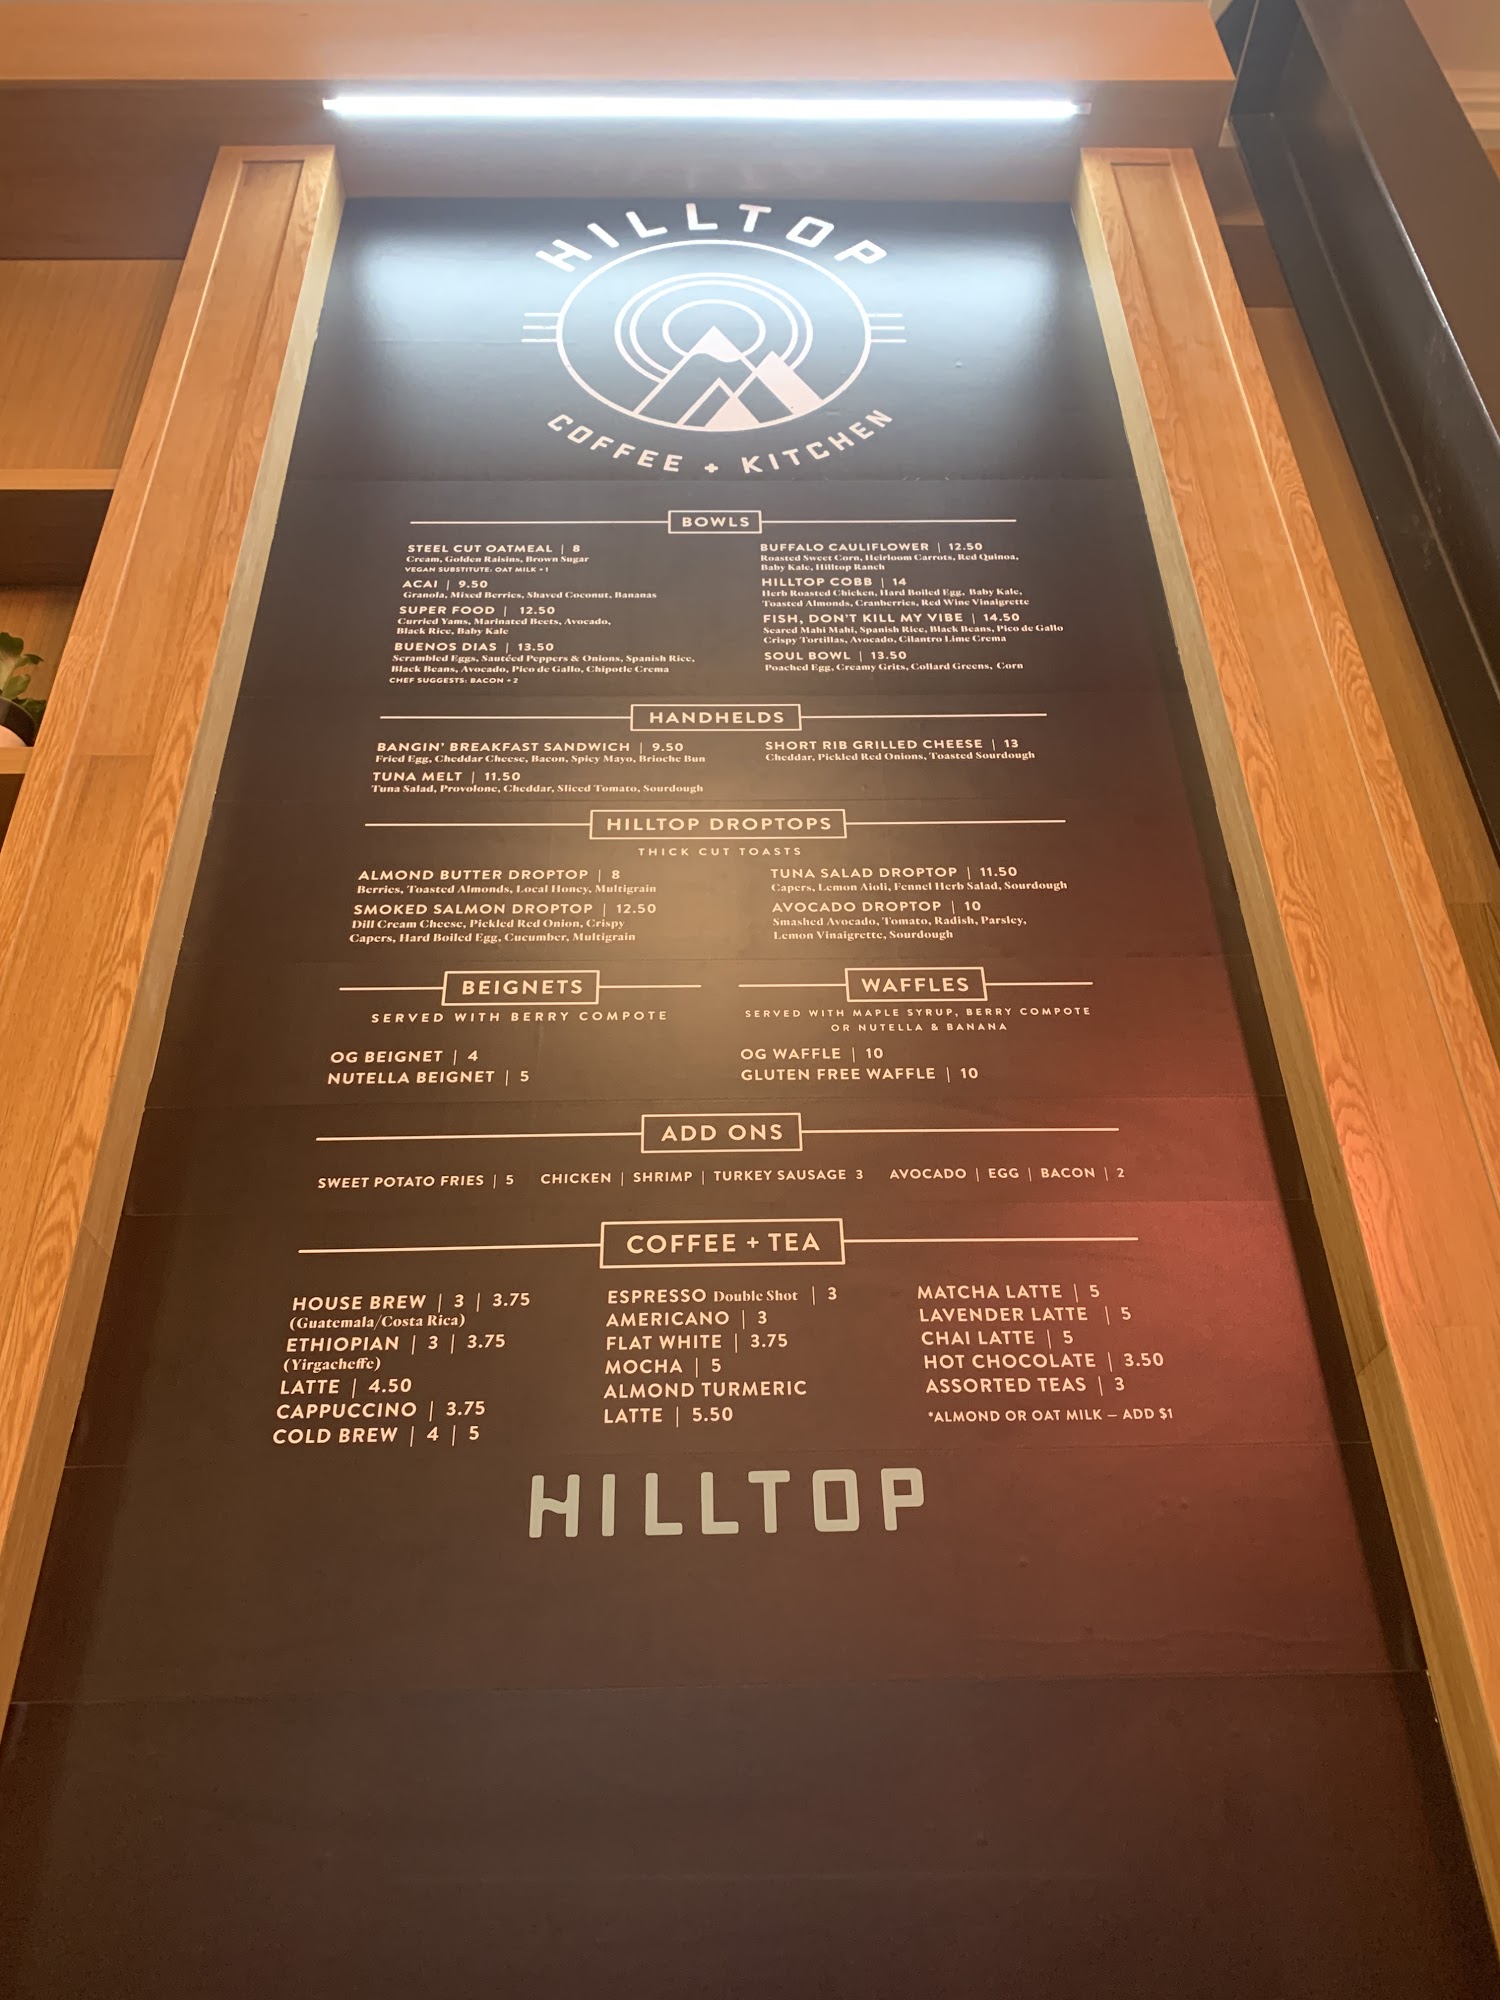 HILLTOP
COFFEE + KITCHEN
BOWLS
STEEL CUT OATMEAL | 8
Cream, Golden Raisins, Brown Sugar
VEGAN SUBSTITUTE: OAT MILK + 1
ACAI | 9.50
Granola, Mixed Berries, Shaved Coconut, Bananas
SUPER FOOD | 12.50
Curried Yams, Marinated Beets, Avocado,
Black Rice, Baby Kale
BUENOS DIAS | 13.50
Scrambled Eggs, Sautéed Peppers & Onions, Spanish Rice,
Black Beans, Avocado, Pico de Gallo, Chipotle Crema
CHEF SUGGESTS: BACON + 2
BUFFALO CAULIFLOWER | 12.50
Roasted Sweet Corn, Heirloom Carrots, Red Quinoa,
Baby Kale, Hilltop Ranch
HILLTOP COBB | 14
Herb Roasted Chicken, Hard Boiled Egg, Baby Kale,
Toasted Almonds, Cranberries, Red Wine Vinaigrette
FISH, DON'T KILL MY VIBE | 14.50
Seared Mahi Mahi, Spanish Rice, Black Beans, Pico de Gallo
Crispy Tortillas, Avocado, Cilantro Lime Crema
SOUL BOWL | 13.50
Poached Egg, Creamy Grits, Collard Greens, Corn
HANDHELDS
BANGIN' BREAKFAST SANDWICH | 9.50
Fried Egg, Cheddar Cheese, Bacon, Spicy Mayo, Brioche Bun
TUNA MELT | 11.50
Tuna Salad, Provolone, Cheddar, Sliced Tomato, Sourdough
SHORT RIB GRILLED CHEESE | 13
Cheddar, Pickled Red Onions, Toasted Sourdough
HILLTOP DROPTOPS
THICK CUT TOASTS
ALMOND BUTTER DROPTOP | 8
Berries, Toasted Almonds, Local Honey, Multigrain
SMOKED SALMON DROPTOP | 12.50
Dill Cream Cheese, Pickled Red Onion, Crispy
Capers, Hard Boiled Egg, Cucumber, Multigrain
TUNA SALAD DROPTOP | 11.50
Capers, Lemon Aioli, Fennel Herb Salad, Sourdough
AVOCADO DROPTOP | 10
Smashed Avocado, Tomato, Radish, Parsley,
Lemon Vinaigrette, Sourdough
BEIGNETS
SERVED WITH BERRY COMPOTE
OG BEIGNET | 4
NUTELLA BEIGNET | 5
WAFFLES
SERVED WITH MAPLE SYRUP, BERRY COMPOTE
OR NUTELLA & BANANA
OG WAFFLE | 10
GLUTEN FREE WAFFLE | 10
ADD ONS
SWEET POTATO FRIES | 5 CHICKEN | SHRIMP | TURKEY SAUSAGE 3 AVOCADO | EGG | BACON | 2
COFFEE + TEA
HOUSE BREW | 3 | 3.75
(Guatemala/Costa Rica)
ETHIOPIAN | 3 | 3.75
(Yirgacheffe)
LATTE | 4.50
CAPPUCCINO | 3.75
COLD BREW | 4 | 5
ESPRESSO Double Shot | 3
AMERICANO | 3
FLAT WHITE | 3.75
MOCHA | 5
ALMOND TURMERIC
LATTE | 5.50
MATCHA LATTE | 5
LAVENDER LATTE | 5
CHAI LATTE | 5
HOT CHOCOLATE | 3.50
ASSORTED TEAS | 3
*ALMOND OR OAT MILK – ADD $1
HILLTOP